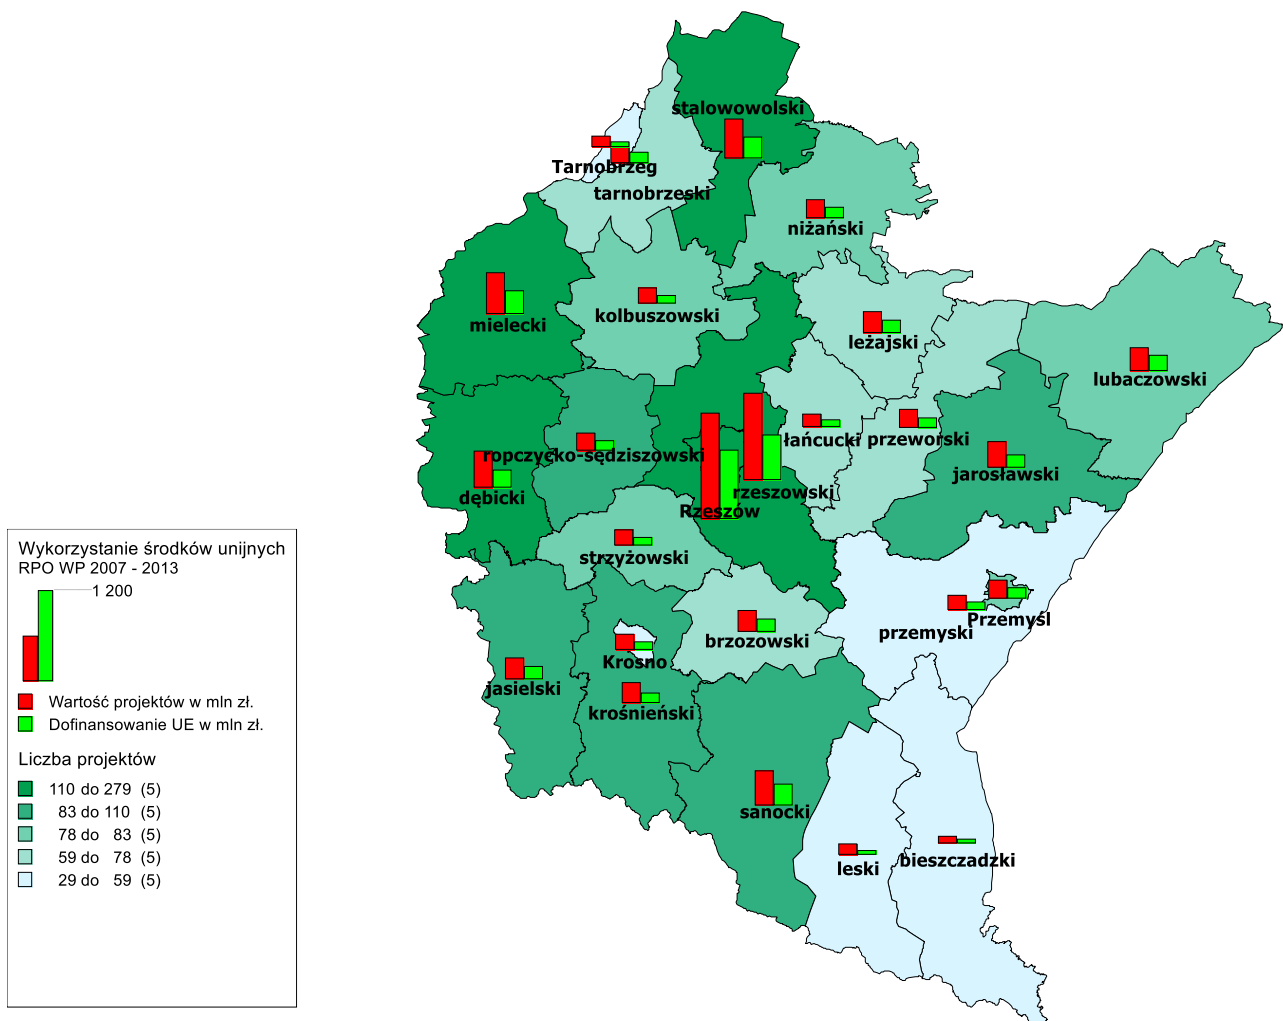 stalowowolski
Tarnobrzeg
tarnobrzeski
niżański
mielecki
kolbuszowski
leżajski
lubaczowski
ropczycko-sędziszowski
łańcucki
przeworski
jarosławski
dębicki
rzeszowski
Rzeszów
strzyżowski
przemyski
Przemyśl
brzozowski
Krosno
jasielski
krośnieński
sanocki
leski
bieszczadzki
Wykorzystanie środków unijnych
RPO WP 2007 - 2013
1 200
Wartość projektów w mln zł.
Dofinansowanie UE w mln zł.
Liczba projektów
110 do 279 (5)
83 do 110 (5)
78 do 83 (5)
59 do 78 (5)
29 do 59 (5)